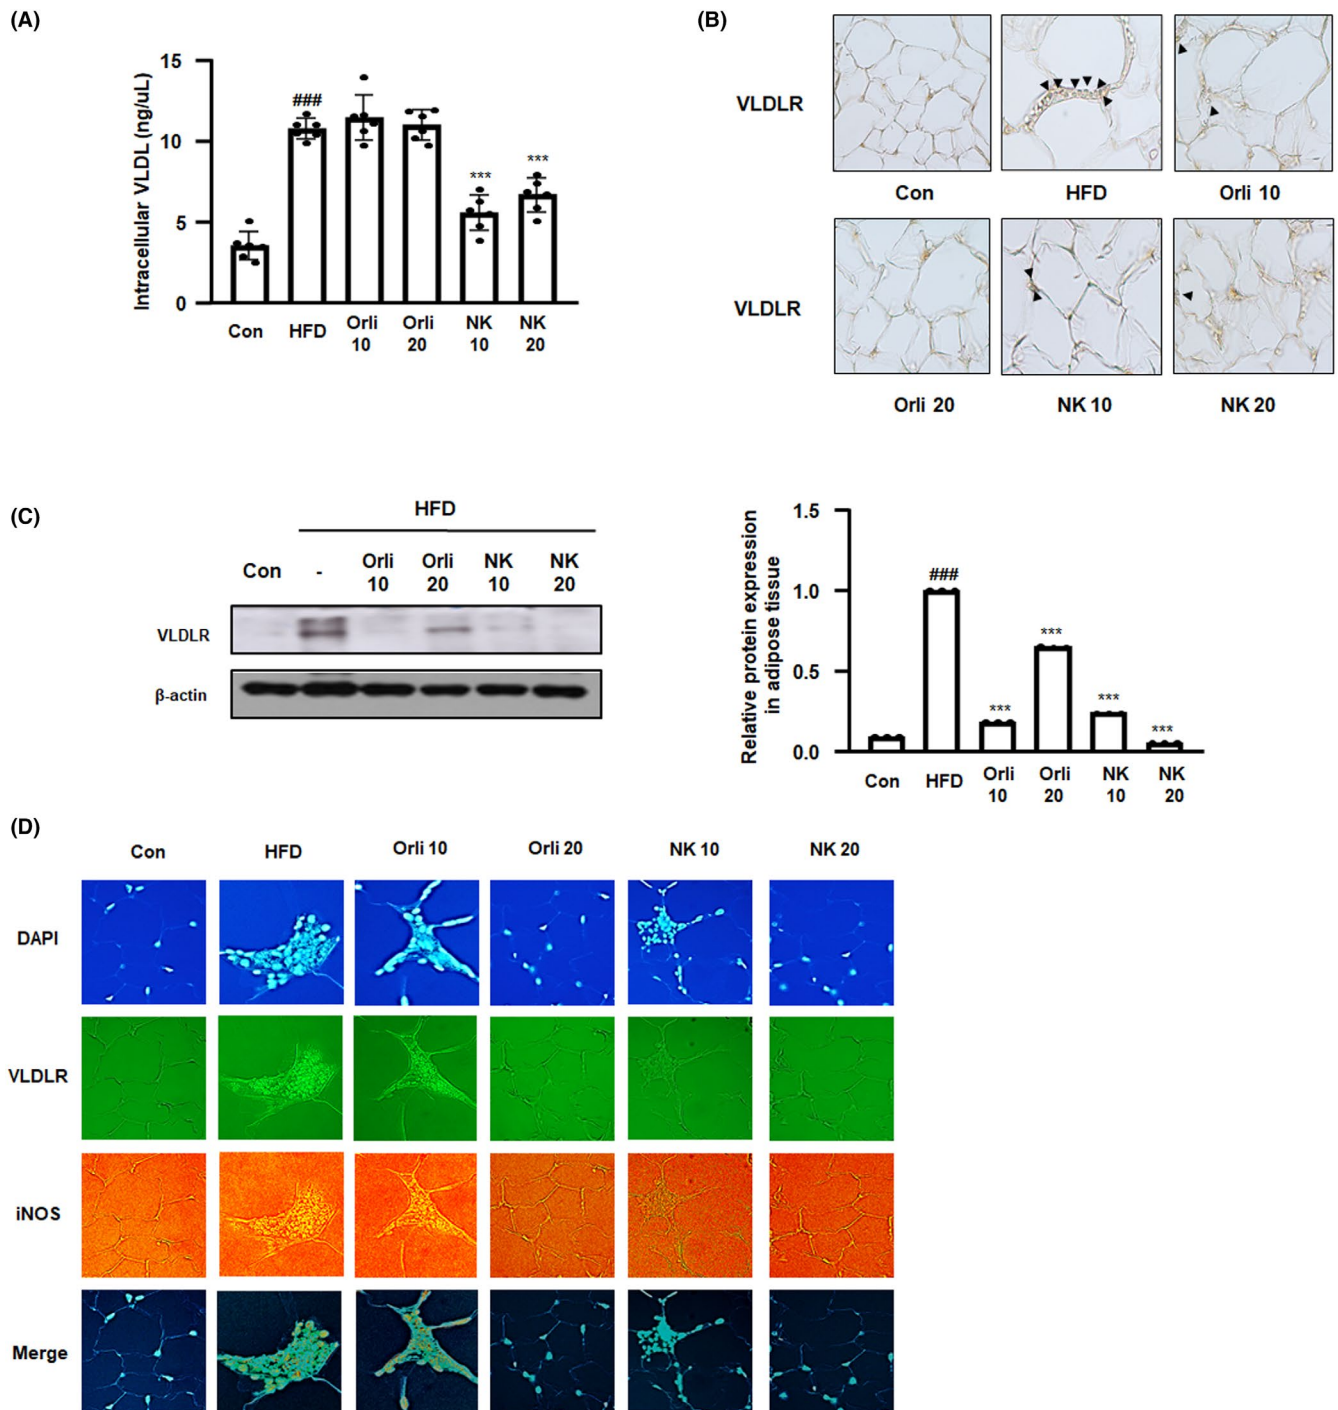 (A)
Intracellular VLDL (ng/uL)
15
10
5
0
###
***
***
Con HFD Orli 10 Orli 20 NK 10 NK 20
(B)
VLDLR
Con HFD Orli 10
VLDLR
Orli 20 NK 10 NK 20
(C)
HFD
Con - Orli 10 Orli 20 NK 10 NK 20
VLDLR
β-actin
Relative protein expression
in adipose tissue
1.5
1.0
0.5
0.0
###
***
***
***
***
Con HFD Orli 10 Orli 20 NK 10 NK 20
(D)
Con HFD Orli 10 Orli 20 NK 10 NK 20
DAPI
VLDLR
iNOS
Merge